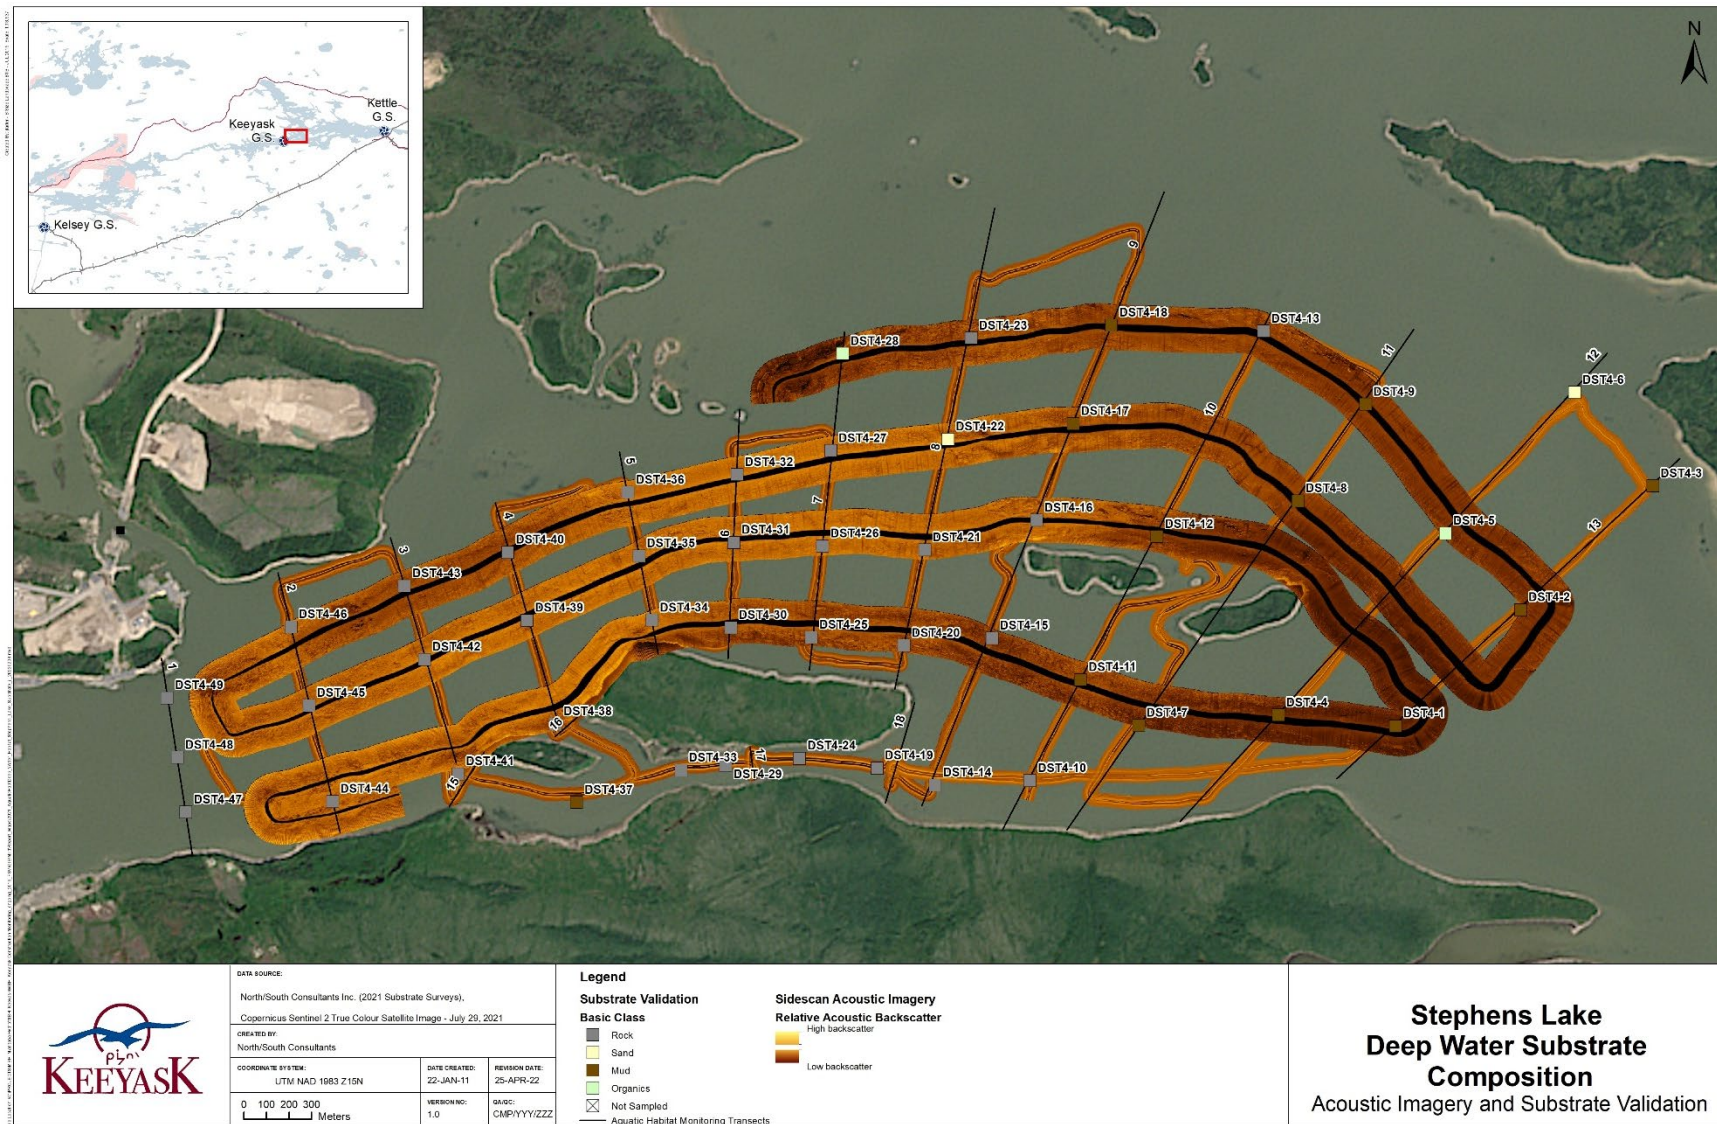 N
Kettle
G.S.
Keeyask
G.S.
Kelsey G.S.
9
DST4-18
DST4-13
DST4-23
DST4-28
11
12
DST4-6
DST4-9
10
DST4-17
DST4-22
8
DST4-27
DST4-32
5
DST4-36
DST4-3
DST4-8
7
4
DST4-16
DST4-12
DST4-5
13
DST4-31
6
DST4-26
DST4-21
DST4-40
DST4-35
3
DST4-43
2
DST4-46
DST4-39
DST4-34
DST4-30
DST4-25
DST4-20
DST4-15
DST4-2
DST4-42
1
DST4-49
DST4-45
DST4-11
DST4-38
16
18
DST4-7
DST4-4
DST4-1
DST4-48
DST4-41
15
DST4-33
17
DST4-24
DST4-19
DST4-29
DST4-14
DST4-10
DST4-47
DST4-44
DST4-37
KEEYASK
DATA SOURCE:
North/South Consultants Inc. (2021 Substrate Surveys),
Copernicus Sentinel 2 True Colour Satellite Image - July 29, 2021
CREATED BY:
North/South Consultants
COORDINATE SYSTEM:
UTM NAD 1983 Z15N
DATE CREATED:
22-JAN-11
REVISION DATE:
25-APR-22
0 100 200 300
Meters
VERSION NO:
1.0
QA/QC:
CMP/YYY/ZZZ
Legend
Substrate Validation
Basic Class
Rock
Sand
Mud
Organics
Not Sampled
Aquatic Habitat Monitoring Transects
Sidescan Acoustic Imagery
Relative Acoustic Backscatter
High backscatter
Low backscatter
Stephens Lake
Deep Water Substrate
Composition
Acoustic Imagery and Substrate Validation